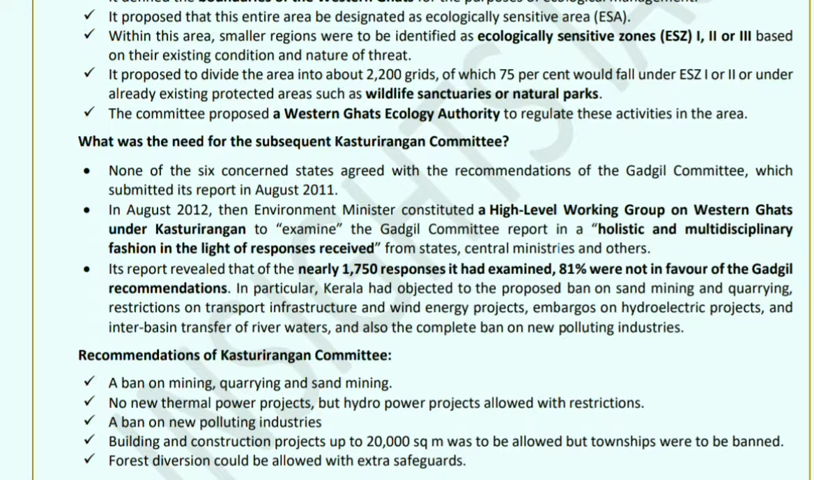 boundaries of the Western Ghats for the purposes of ecological management.
✓ It proposed that this entire area be designated as ecologically sensitive area (ESA).
✓ Within this area, smaller regions were to be identified as ecologically sensitive zones (ESZ) I, II or III based
on their existing condition and nature of threat.
✓ It proposed to divide the area into about 2,200 grids, of which 75 per cent would fall under ESZ I or II or under
already existing protected areas such as wildlife sanctuaries or natural parks.
✓ The committee proposed a Western Ghats Ecology Authority to regulate these activities in the area.
What was the need for the subsequent Kasturirangan Committee?
• None of the six concerned states agreed with the recommendations of the Gadgil Committee, which
submitted its report in August 2011.
• In August 2012, then Environment Minister constituted a High-Level Working Group on Western Ghats
under Kasturirangan to “examine” the Gadgil Committee report in a “holistic and multidisciplinary
fashion in the light of responses received” from states, central ministries and others.
• Its report revealed that of the nearly 1,750 responses it had examined, 81% were not in favour of the Gadgil
recommendations. In particular, Kerala had objected to the proposed ban on sand mining and quarrying,
restrictions on transport infrastructure and wind energy projects, embargos on hydroelectric projects, and
inter-basin transfer of river waters, and also the complete ban on new polluting industries.
Recommendations of Kasturirangan Committee:
✓ A ban on mining, quarrying and sand mining.
✓ No new thermal power projects, but hydro power projects allowed with restrictions.
✓ A ban on new polluting industries
✓ Building and construction projects up to 20,000 sq m was to be allowed but townships were to be banned.
✓ Forest diversion could be allowed with extra safeguards.
INSIGHTS